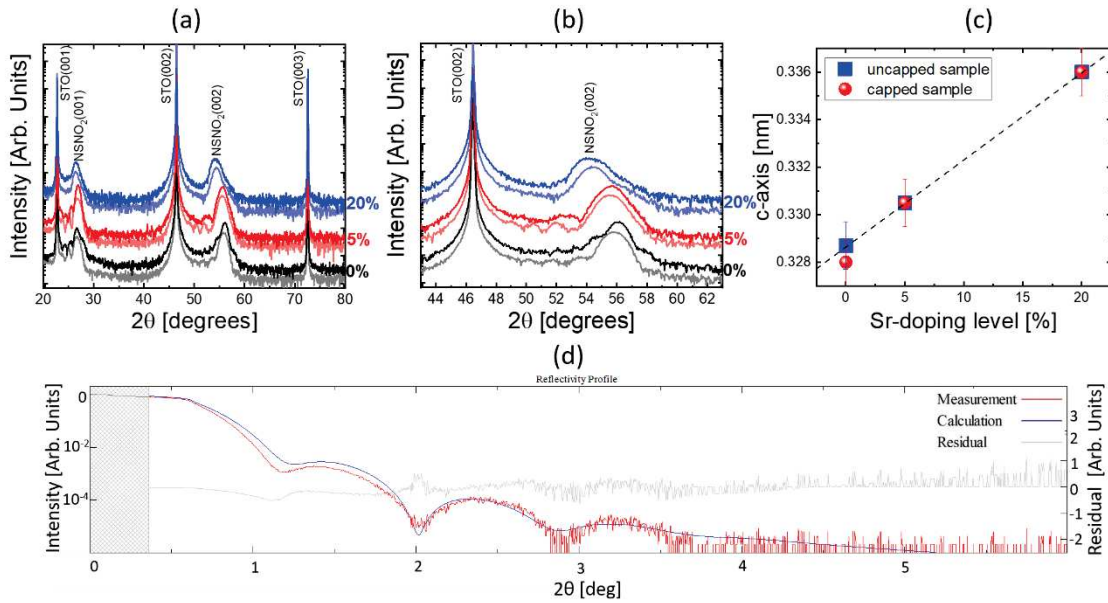 (a)
Intensity [Arb. Units]
STO(001)
NSNO₂(001)
STO(002)
NSNO₂(002)
STO(003)
20%
5%
0%
20 30 40 50 60 70 80
2θ [degrees]
(b)
Intensity [Arb. Units]
STO(002)
NSNO₂(002)
20%
5%
0%
44 46 48 50 52 54 56 58 60 62
2θ [degrees]
(c)
c-axis [nm]
0.336
0.334
0.332
0.330
0.328
uncapped sample
capped sample
0 5 10 15 20
Sr-doping level [%]
(d)
Reflectivity Profile
Intensity [Arb. Units]
0
10⁻²
10⁻⁴
Measurement
Calculation
Residual
3
2
1
0
-1
-2
Residual [Arb. Units]
0 1 2 3 4 5
2θ [deg]